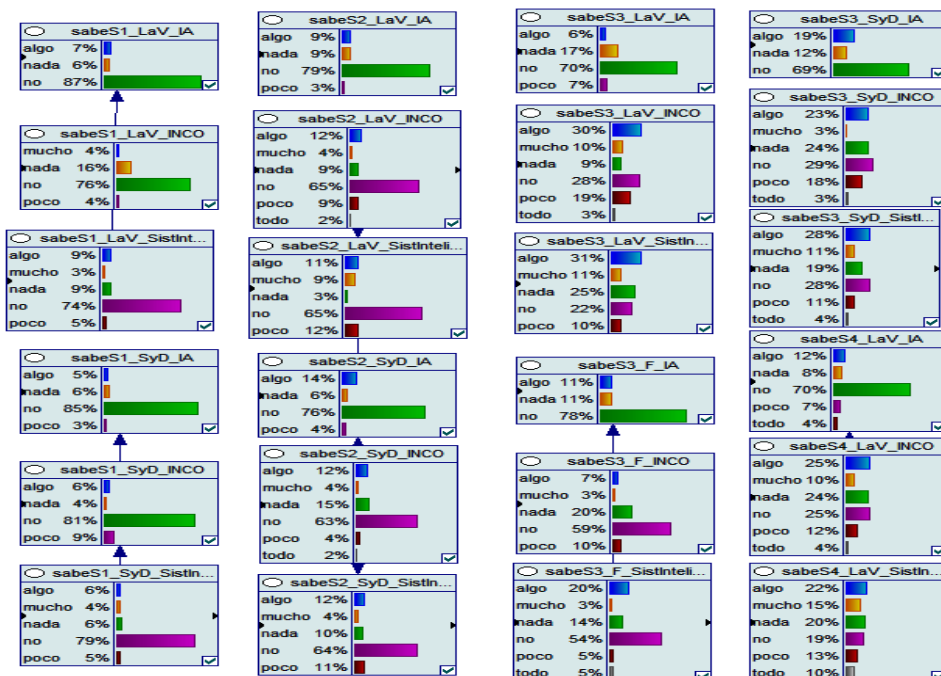 sabeS1_LaV_IA
algo 7%
nada 6%
no 87%
sabeS1_LaV_INCO
mucho 4%
nada 16%
no 76%
poco 4%
sabeS1_LaV_SistInt...
algo 9%
mucho 3%
nada 9%
no 74%
poco 5%
sabeS1_SyD_IA
algo 5%
nada 6%
no 85%
poco 3%
sabeS1_SyD_INCO
algo 6%
nada 4%
no 81%
poco 9%
sabeS1_SyD_SistIn...
algo 6%
mucho 4%
nada 6%
no 79%
poco 5%
sabeS2_LaV_IA
algo 9%
nada 9%
no 79%
poco 3%
sabeS2_LaV_INCO
algo 12%
mucho 4%
nada 9%
no 65%
poco 9%
todo 2%
sabeS2_LaV_SistInteli...
algo 11%
mucho 9%
nada 3%
no 65%
poco 12%
sabeS2_SyD_IA
algo 14%
nada 6%
no 76%
poco 4%
sabeS2_SyD_INCO
algo 12%
mucho 4%
nada 15%
no 63%
poco 4%
todo 2%
sabeS2_SyD_SistIn...
algo 12%
mucho 4%
nada 10%
no 64%
poco 11%
sabeS3_LaV_IA
algo 6%
nada 17%
no 70%
poco 7%
sabeS3_LaV_INCO
algo 30%
mucho 10%
nada 9%
no 28%
poco 19%
todo 3%
sabeS3_LaV_SistIn...
algo 31%
mucho 11%
nada 25%
no 22%
poco 10%
sabeS3_F_IA
algo 11%
nada 11%
no 78%
sabeS3_F_INCO
algo 7%
mucho 3%
nada 20%
no 59%
poco 10%
sabeS3_F_SistInteli...
algo 20%
mucho 3%
nada 14%
no 54%
poco 5%
todo 5%
sabeS3_SyD_IA
algo 19%
nada 12%
no 69%
sabeS3_SyD_INCO
algo 23%
mucho 3%
nada 24%
no 29%
poco 18%
todo 3%
sabeS3_SyD_SistI...
algo 28%
mucho 11%
nada 19%
no 28%
poco 11%
todo 4%
sabeS4_LaV_IA
algo 12%
nada 8%
no 70%
poco 7%
todo 4%
sabeS4_LaV_INCO
algo 25%
mucho 10%
nada 24%
no 25%
poco 12%
todo 4%
sabeS4_LaV_SistIn...
algo 22%
mucho 15%
nada 20%
no 19%
poco 13%
todo 10%